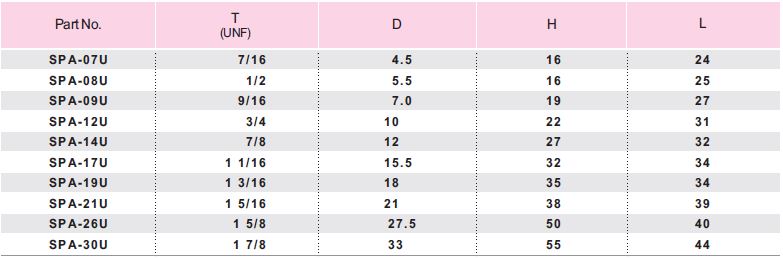 Part No. T D H L
(UNF)
SPA-07U 7/16 4.5 16 24
SPA-08U 1/2 5.5 16 25
SPA-09U 9/16 7.0 19 27
SPA-12U 3/4 10 22 31
SPA-14U 7/8 12 27 32
SPA-17U 1 1/16 15.5 32 34
SPA-19U 1 3/16 18 35 34
SPA-21U 1 5/16 21 38 39
SPA-26U 1 5/8 27.5 50 40
SPA-30U 1 7/8 33 55 44